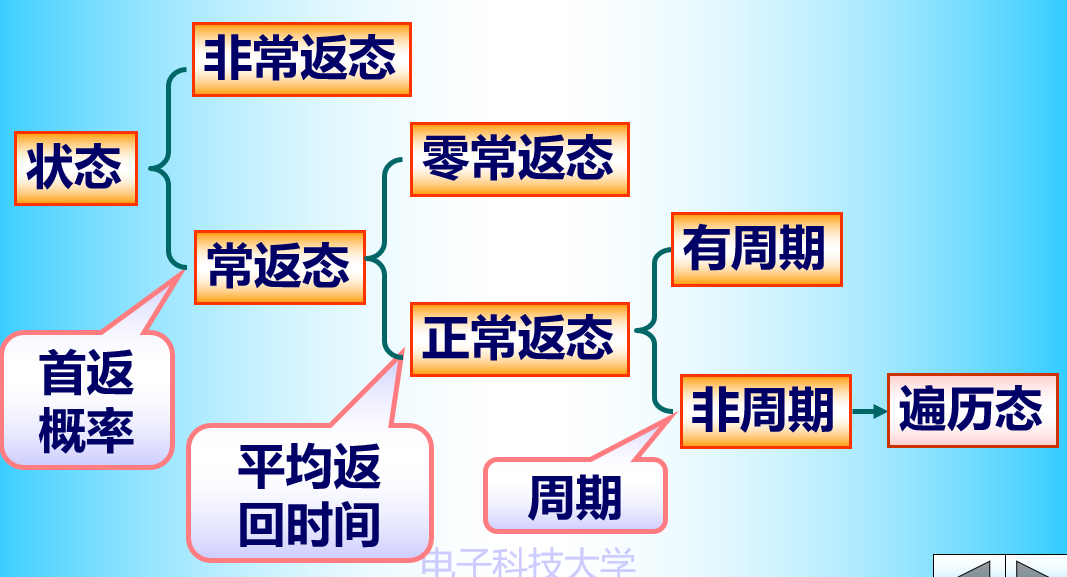 非常返态
状态
零常返态
常返态
有周期
正常返态
首返
概率
非周期
遍历态
平均返
回时间
周期
电子科技大学